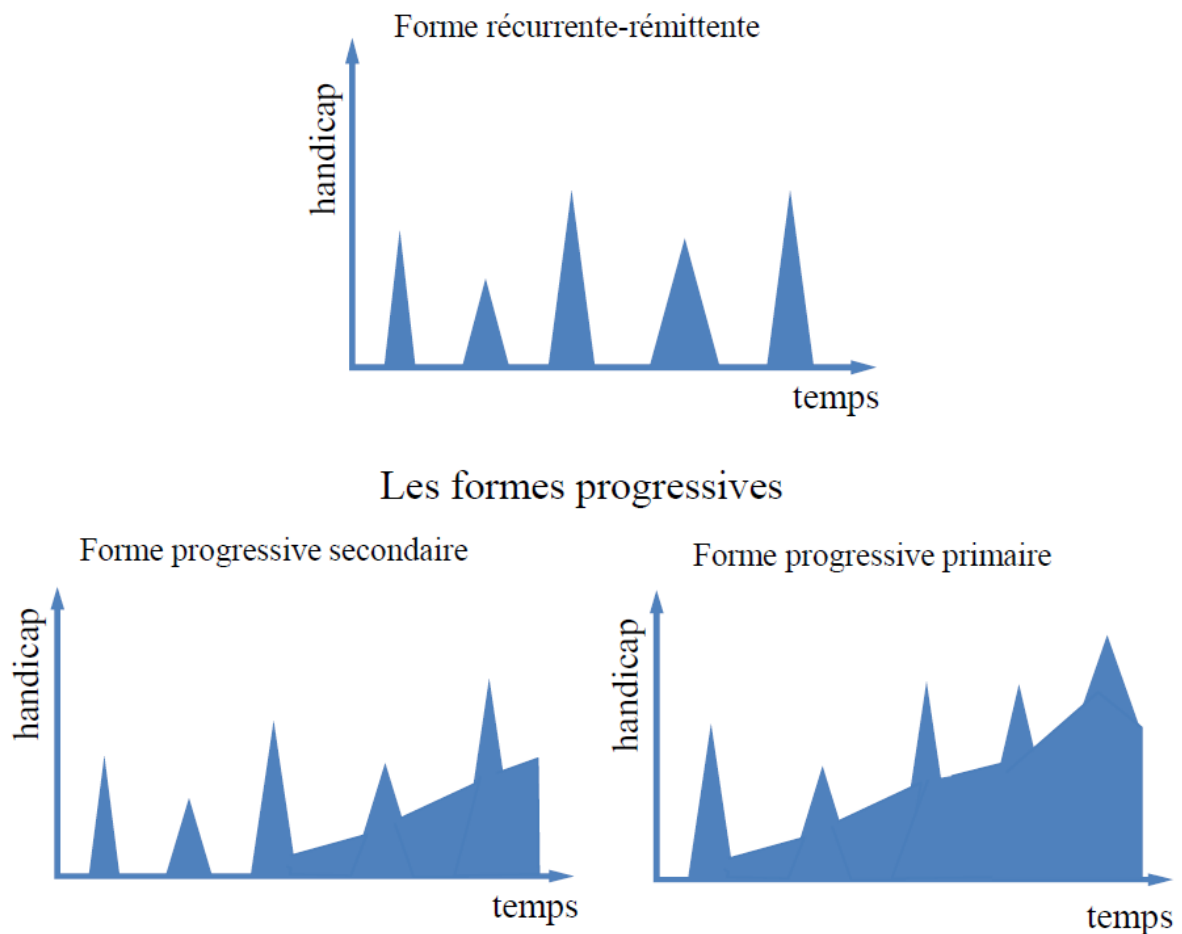 Forme récurrente-rémittente
handicap
temps
Les formes progressives
Forme progressive secondaire
handicap
temps
Forme progressive primaire
handicap
temps